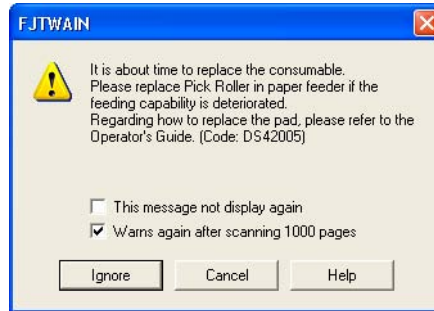 FJTWAIN
It is about time to replace the consumable.
Please replace Pick Roller in paper feeder if the
feeding capability is deteriorated.
Regarding how to replace the pad, please refer to the
Operator's Guide. (Code: DS42005)
This message not display again
Warns again after scanning 1000 pages
Ignore Cancel Help